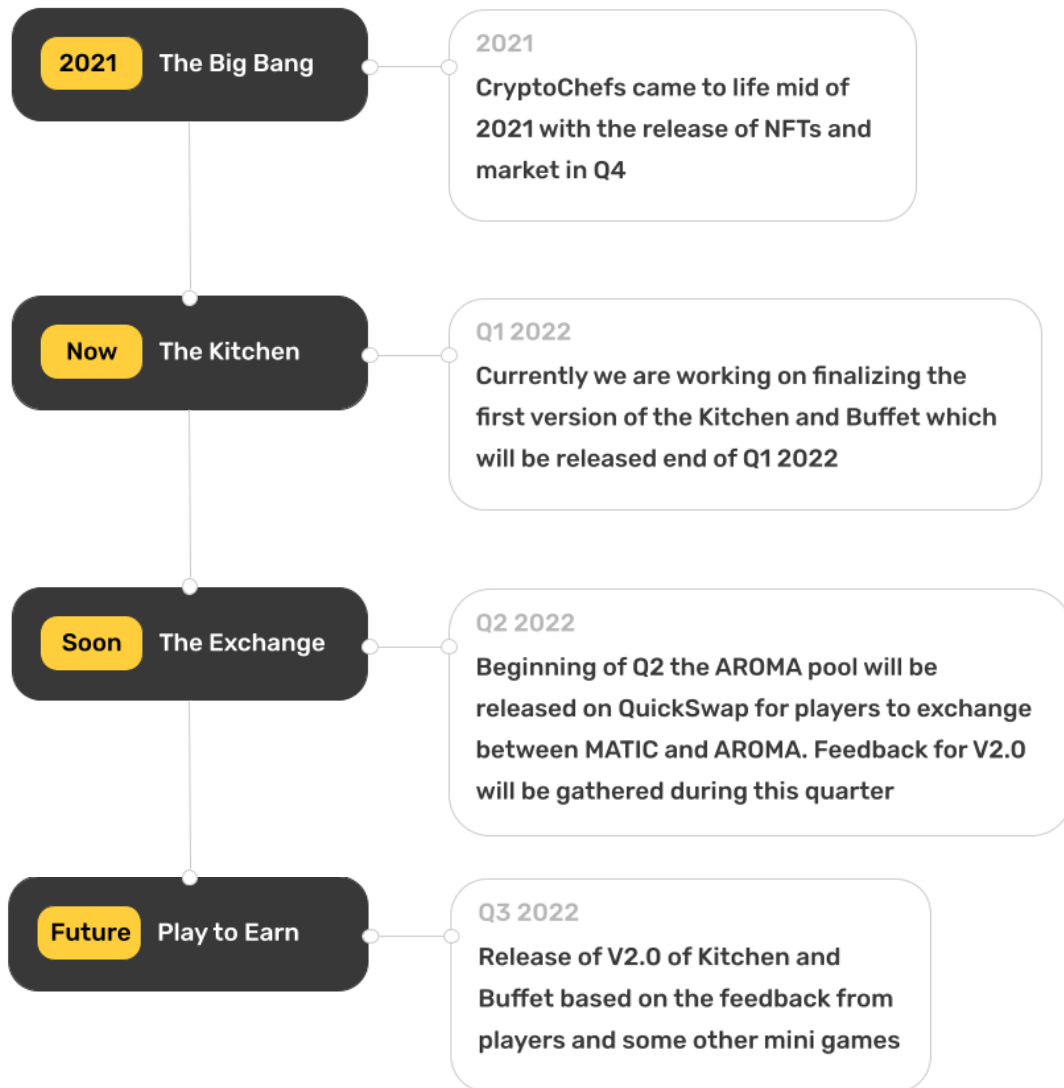 2021 The Big Bang
2021
CryptoChefs came to life mid of
2021 with the release of NFTs and
market in Q4
Now The Kitchen
Q1 2022
Currently we are working on finalizing the
first version of the Kitchen and Buffet which
will be released end of Q1 2022
Soon The Exchange
Q2 2022
Beginning of Q2 the AROMA pool will be
released on QuickSwap for players to exchange
between MATIC and AROMA. Feedback for V2.0
will be gathered during this quarter
Future Play to Earn
Q3 2022
Release of V2.0 of Kitchen and
Buffet based on the feedback from
players and some other mini games